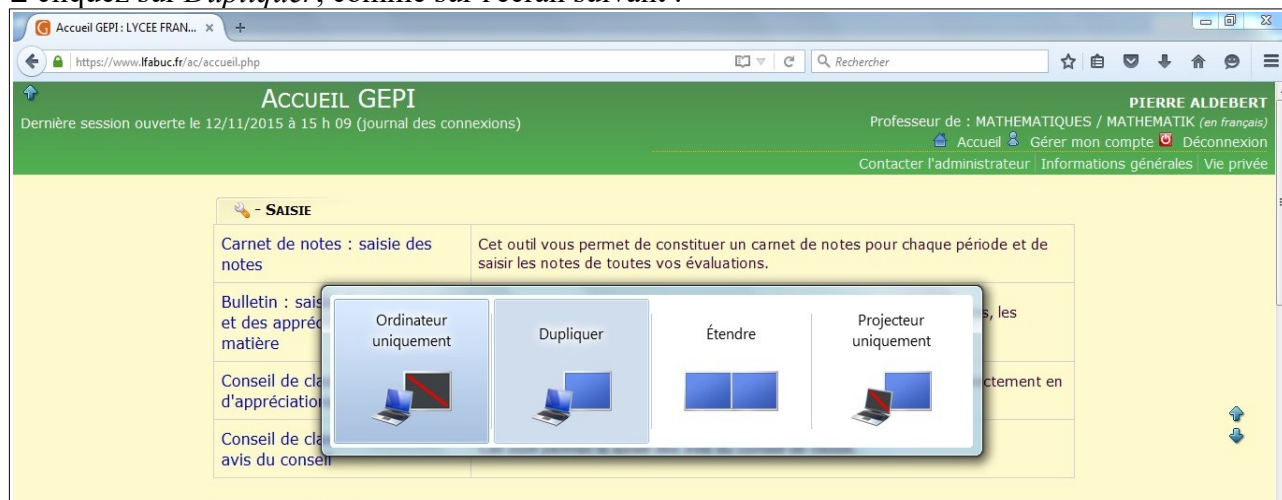 2 cliquez sur Dupliquer, comme sur l'écran suivant :
Accueil GEPI : LYCEE FRAN...
https://www.lfabuc.fr/ac/accueil.php
Rechercher
ACCUEIL GEPI
Dernière session ouverte le 12/11/2015 à 15 h 09 (journal des connexions)
PIERRE ALDEBERT
Professeur de : MATHEMATIQUES / MATHEMATIK (en français)
Accueil Gérer mon compte Déconnexion
Contacter l'administrateur Informations générales Vie privée
- SAISIE
Carnet de notes : saisie des
notes
Cet outil vous permet de constituer un carnet de notes pour chaque période et de
saisir les notes de toutes vos évaluations.
Bulletin : sais
et des appréc
matière
s, les
Conseil de cla
d'appréciation
ctement en
Conseil de cla
avis du conseil
Ordinateur
uniquement
Dupliquer
Étendre
Projecteur
uniquement